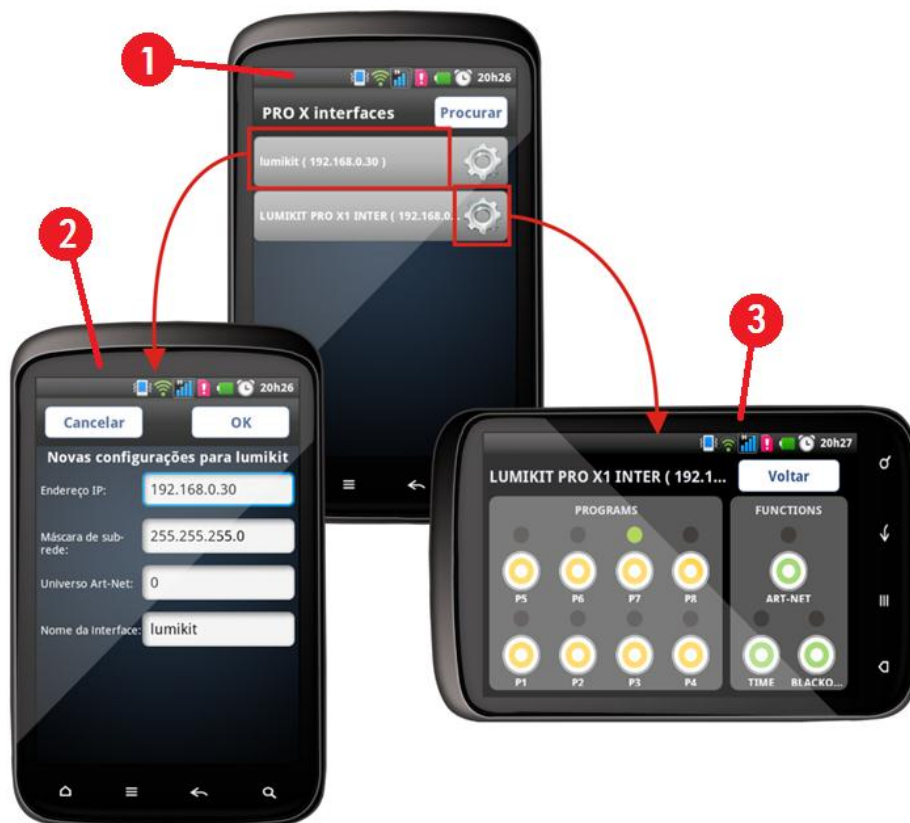 1
20h26
PRO X interfaces
Procurar
lumikit ( 192.168.0.30 )
LUMIKIT PRO X1 INTER ( 192.168.0...
2
20h26
Cancelar
OK
Novas configurações para lumikit
Endereço IP:
192.168.0.30
Máscara de sub-
rede:
255.255.255.0
Universo Art-Net:
0
Nome da Interface:
lumikit
3
20h27
LUMIKIT PRO X1 INTER ( 192.1...
Voltar
PROGRAMS
FUNCTIONS
P5 P6 P7 P8
ART-NET
P1 P2 P3 P4
TIME BLACKO...